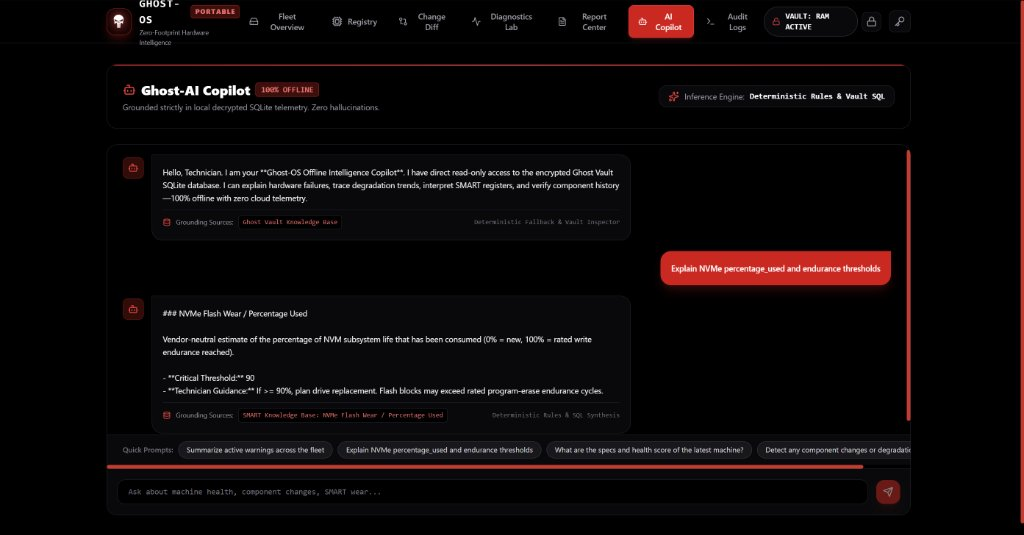 GHOST-OS
PORTABLE
Zero-Footprint Hardware
Intelligence
Fleet
Overview
Registry
Change
Diff
Diagnostics
Lab
Report
Center
AI
Copilot
Audit
Logs
VAULT: RAM
ACTIVE
Ghost-AI Copilot
100% OFFLINE
Grounded strictly in local decrypted SQLite telemetry. Zero hallucinations.
Inference Engine: Deterministic Rules & Vault SQL
Hello, Technician. I am your **Ghost-OS Offline Intelligence Copilot**. I have direct read-only access to the encrypted Ghost Vault
SQLite database. I can explain hardware failures, trace degradation trends, interpret SMART registers, and verify component history
—100% offline with zero cloud telemetry.
Grounding Sources: Ghost Vault Knowledge Base
Deterministic Fallback & Vault Inspector
Explain NVMe percentage_used and endurance thresholds
### NVMe Flash Wear / Percentage Used
Vendor-neutral estimate of the percentage of NVM subsystem life that has been consumed (0% = new, 100% = rated write
endurance reached).
- **Critical Threshold:** 90
- **Technician Guidance:** If >= 90%, plan drive replacement. Flash blocks may exceed rated program-erase endurance cycles.
Grounding Sources: SMART Knowledge Base: NVMe Flash Wear / Percentage Used
Deterministic Rules & SQL Synthesis
Quick Prompts: Summarize active warnings across the fleet
Explain NVMe percentage_used and endurance thresholds
What are the specs and health score of the latest machine?
Detect any component changes or degradatio
Ask about machine health, component changes, SMART wear...